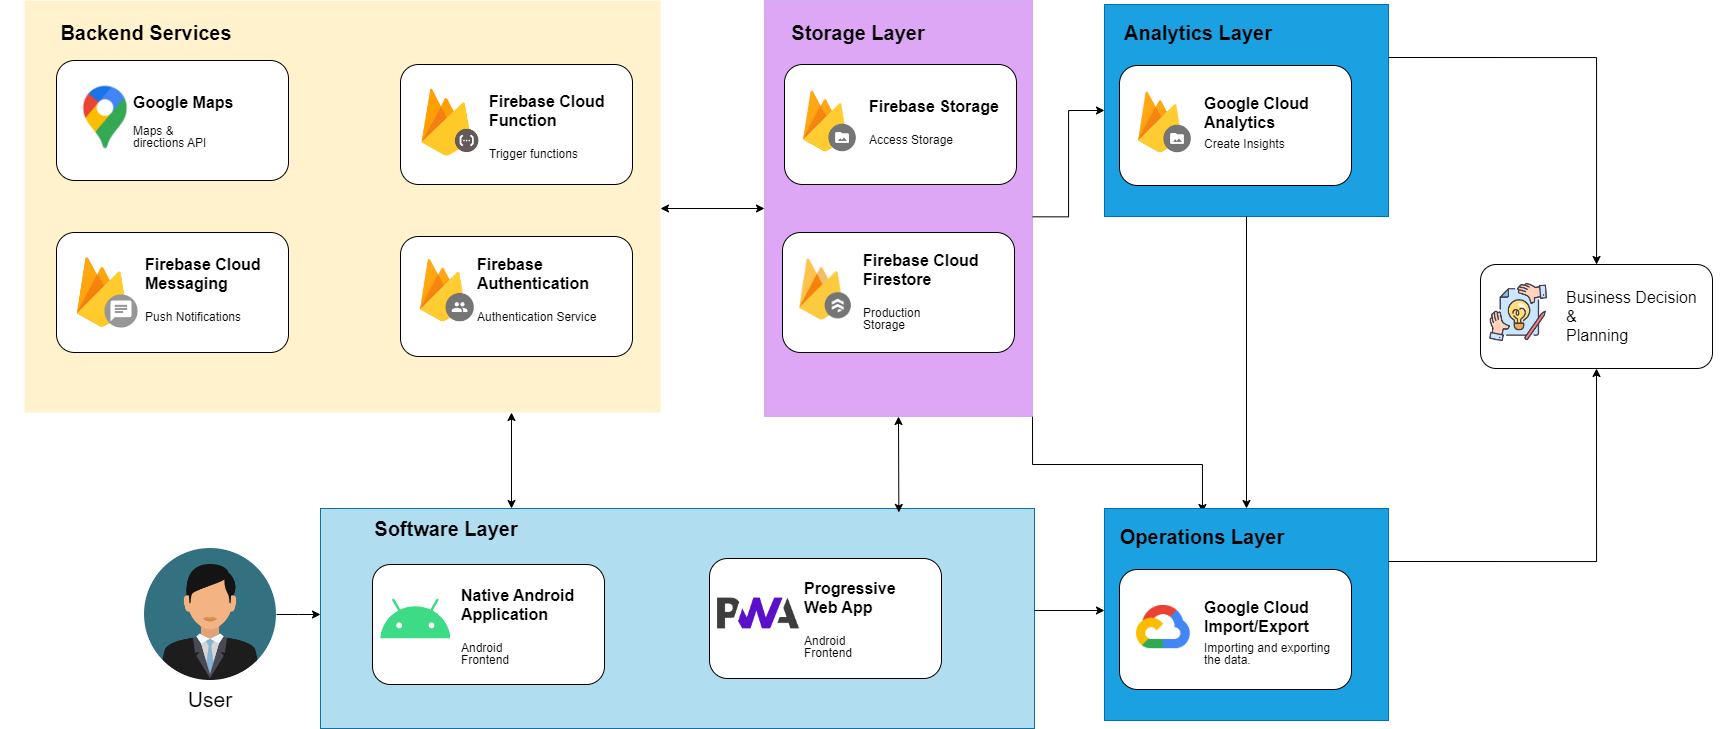 Backend Services
Google Maps
Maps &
directions API
Firebase Cloud
Function
Trigger functions
Firebase Cloud
Messaging
Push Notifications
Firebase
Authentication
Authentication Service
Storage Layer
Firebase Storage
Access Storage
Firebase Cloud
Firestore
Production
Storage
Analytics Layer
Google Cloud
Analytics
Create Insights
Business Decision
&
Planning
Software Layer
Native Android
Application
Android
Frontend
PWA
Progressive
Web App
Android
Frontend
Operations Layer
Google Cloud
Import/Export
Importing and exporting
the data.
User